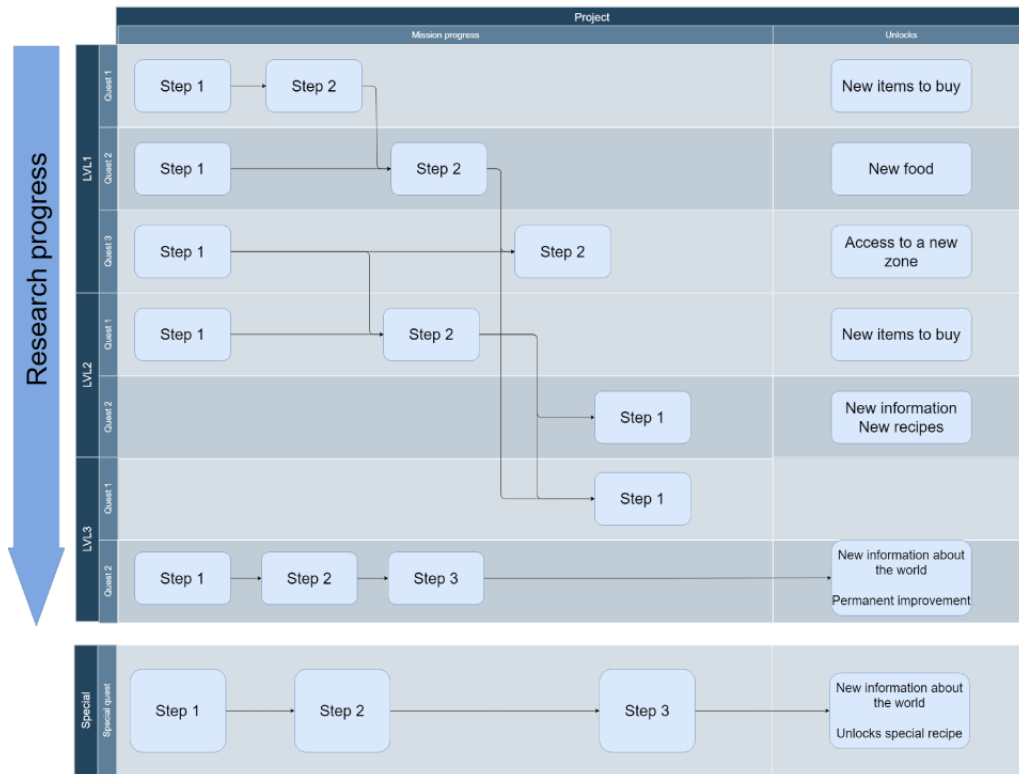 Project
Mission progress
Unlocks
Research progress
LVL1
Quest 1
Step 1
Step 2
New items to buy
Quest 2
Step 1
Step 2
New food
Quest 3
Step 1
Step 2
Access to a new
zone
LVL2
Quest 1
Step 1
Step 2
New items to buy
Quest 2
Step 1
New information
New recipes
LVL3
Quest 1
Step 1
Quest 2
Step 1
Step 2
Step 3
New information about
the world
Permanent improvement
Special
Special quest
Step 1
Step 2
Step 3
New information about
the world
Unlocks special recipe